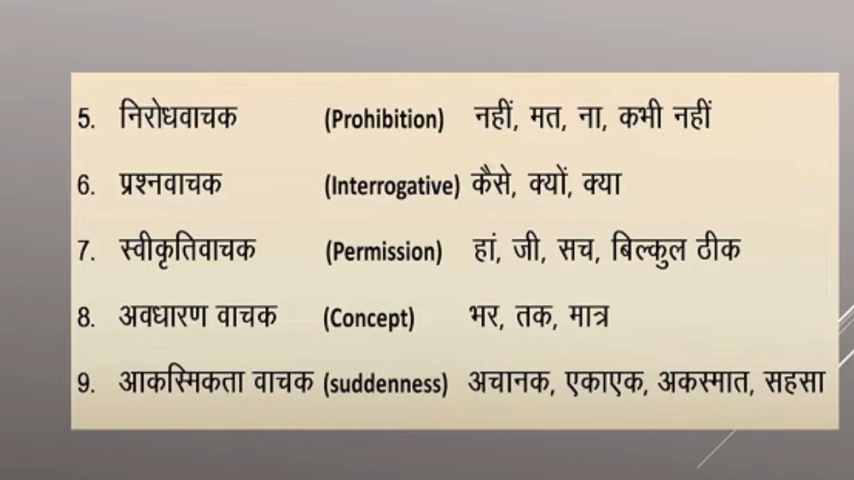 5. निरोधवाचक (Prohibition) नहीं, मत, ना, कभी नहीं
6. प्रश्नवाचक (Interrogative) कैसे, क्यों, क्या
7. स्वीकृतिवाचक (Permission) हां, जी, सच, बिल्कुल ठीक
8. अवधारण वाचक (Concept) भर, तक, मात्र
9. आकस्मिकता वाचक (suddenness) अचानक, एकाएक, अकस्मात, सहसा